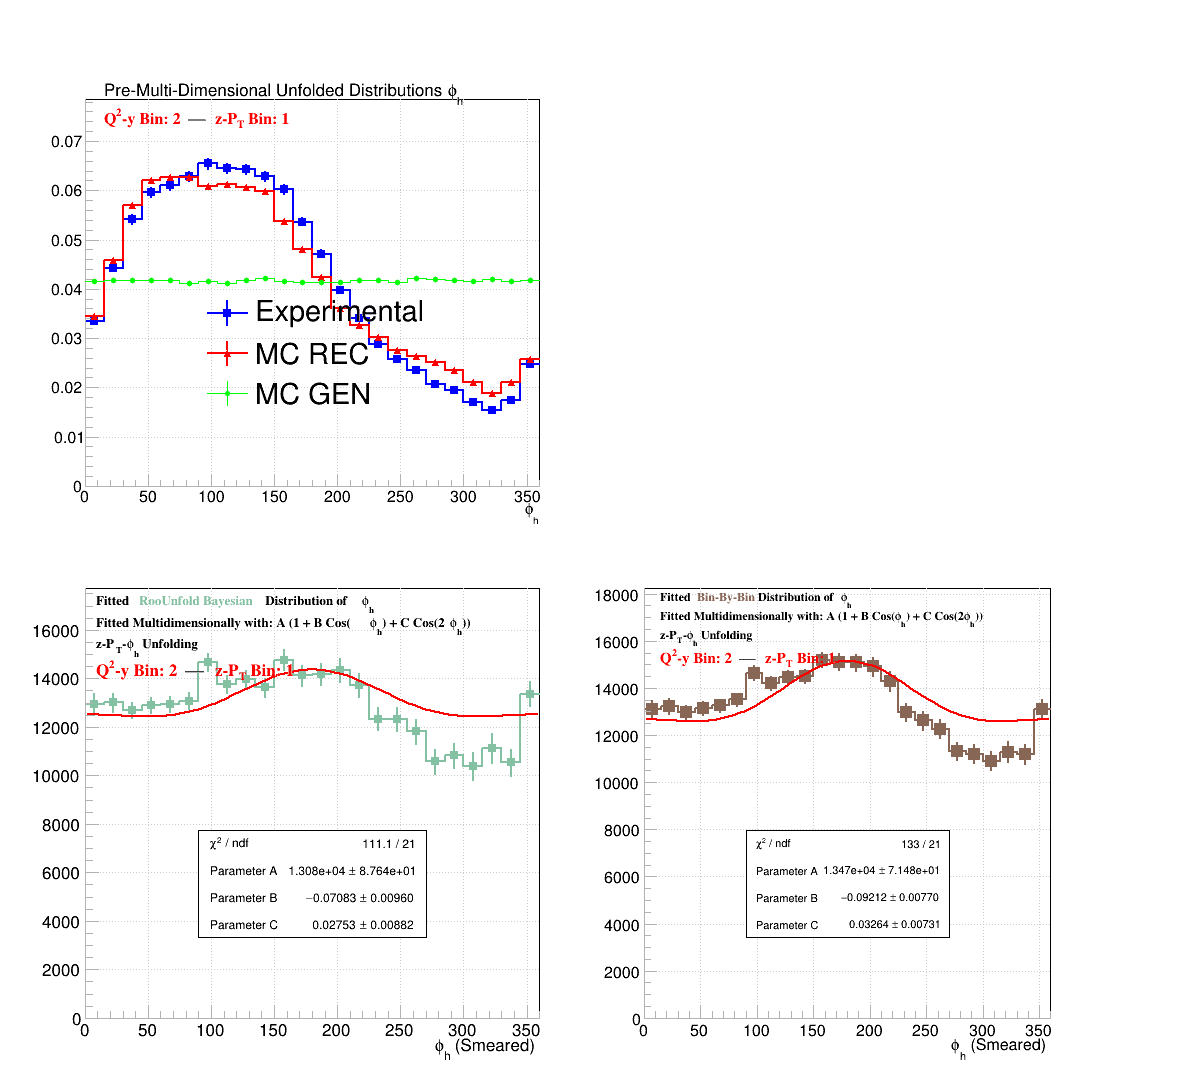 Pre-Multi-Dimensional Unfolded Distributions ϕh
Q²-y Bin: 2 — z-PT Bin: 1
0.07
0.06
0.05
0.04
0.03
0.02
0.01
0
Experimental
MC REC
MC GEN
0 50 100 150 200 250 300 350
ϕh
Fitted RooUnfold Bayesian Distribution of ϕh
Fitted Multidimensionally with: A (1 + B Cos( ϕh) + C Cos(2 ϕh))
z-PT-ϕh Unfolding
Q²-y Bin: 2 — z-PT Bin: 1
16000
14000
12000
10000
8000
6000
4000
2000
0
χ² / ndf 111.1 / 21
Parameter A 1.308e+04 ± 8.764e+01
Parameter B −0.07083 ± 0.00960
Parameter C 0.02753 ± 0.00882
0 50 100 150 200 250 300 350
ϕh (Smeared)
Fitted Bin-By-Bin Distribution of ϕh
Fitted Multidimensionally with: A (1 + B Cos(ϕh) + C Cos(2ϕh))
z-PT-ϕh Unfolding
Q²-y Bin: 2 — z-PT Bin: 1
18000
16000
14000
12000
10000
8000
6000
4000
2000
0
χ² / ndf 133 / 21
Parameter A 1.347e+04 ± 7.148e+01
Parameter B −0.09212 ± 0.00770
Parameter C 0.03264 ± 0.00731
0 50 100 150 200 250 300 350
ϕh (Smeared)